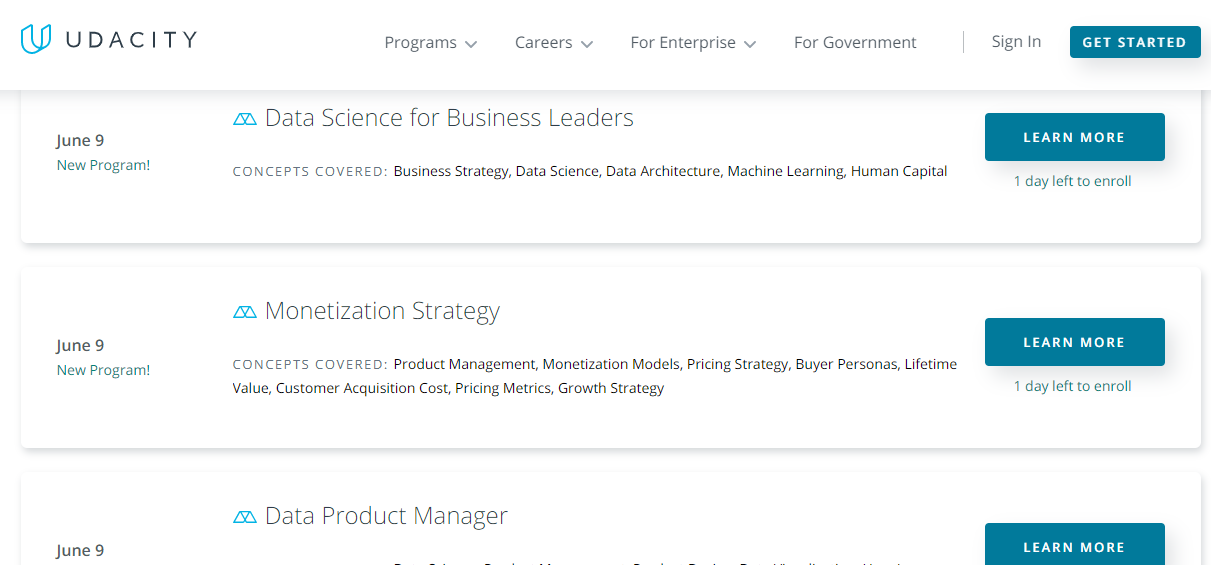 UDACITY
Programs Careers For Enterprise For Government Sign In GET STARTED
Data Science for Business Leaders
June 9
New Program!
CONCEPTS COVERED: Business Strategy, Data Science, Data Architecture, Machine Learning, Human Capital
LEARN MORE
1 day left to enroll
Monetization Strategy
June 9
New Program!
CONCEPTS COVERED: Product Management, Monetization Models, Pricing Strategy, Buyer Personas, Lifetime
Value, Customer Acquisition Cost, Pricing Metrics, Growth Strategy
LEARN MORE
1 day left to enroll
Data Product Manager
June 9
LEARN MORE